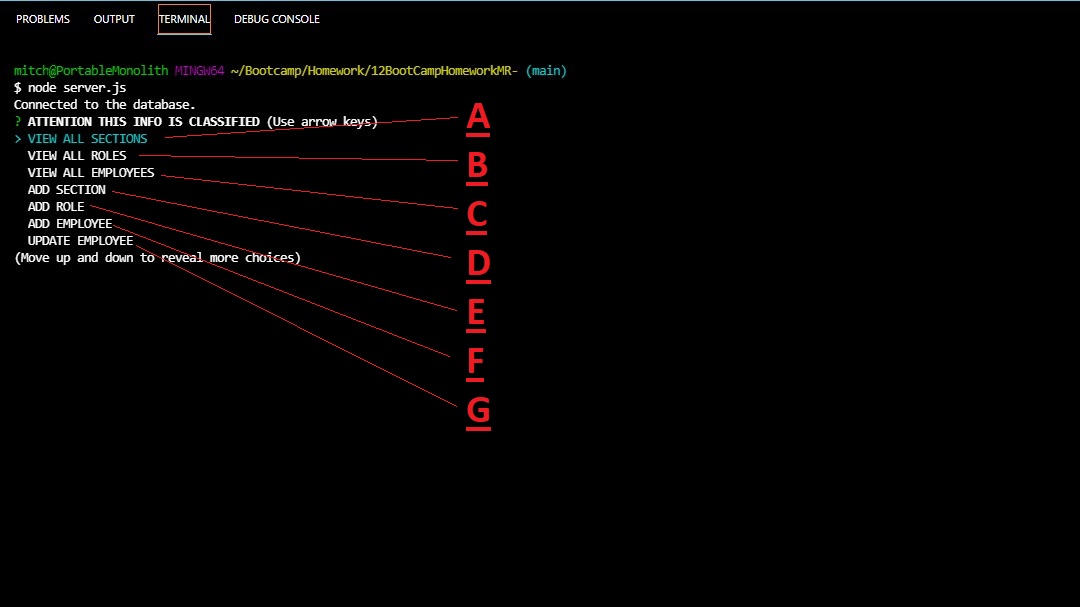 PROBLEMS OUTPUT TERMINAL DEBUG CONSOLE
mitch@PortableMonolith MINGW64 ~/Bootcamp/Homework/12BootCampHomeworkMR- (main)
$ node server.js
Connected to the database.
? ATTENTION THIS INFO IS CLASSIFIED (Use arrow keys)
> VIEW ALL SECTIONS
VIEW ALL ROLES
VIEW ALL EMPLOYEES
ADD SECTION
ADD ROLE
ADD EMPLOYEE
UPDATE EMPLOYEE
(Move up and down to reveal more choices)
A
B
C
D
E
F
G